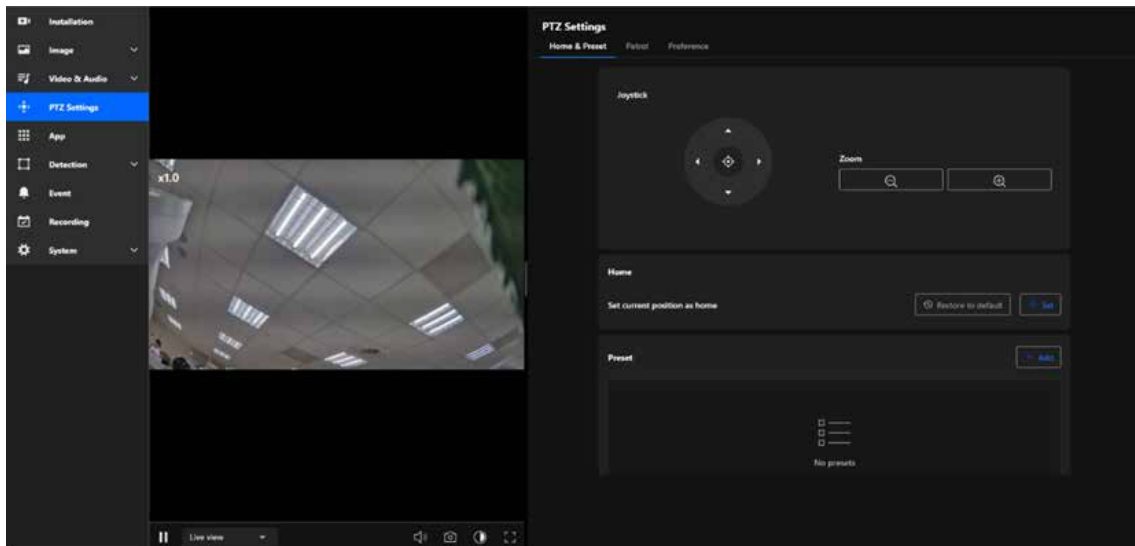 Installation
Image
Video & Audio
PTZ Settings
App
Detection
Event
Recording
System
x1.0
Live view
PTZ Settings
Home & Preset Patrol Preference
Joystick
Zoom
Home
Set current position as home
Restore to default
Set
Preset
Add
No presets